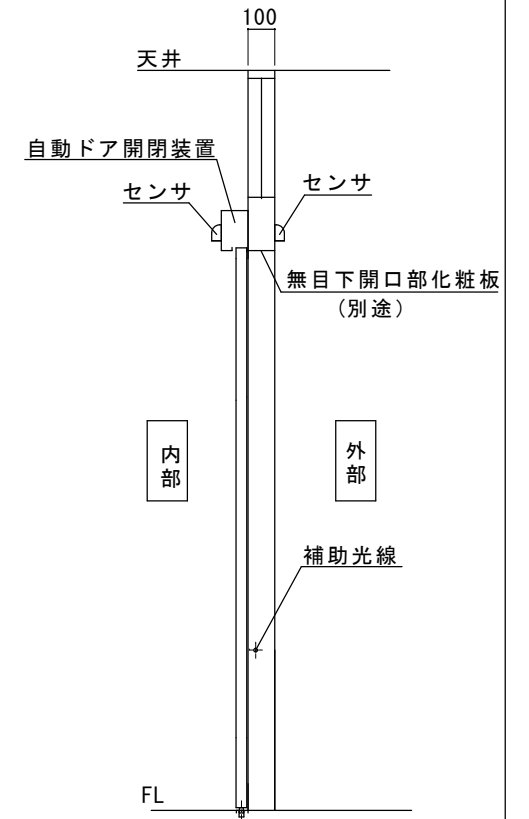 100
天井
自動ドア開閉装置
センサ
センサ
無目下開口部化粧板
(別途)
内部
外部
補助光線
FL